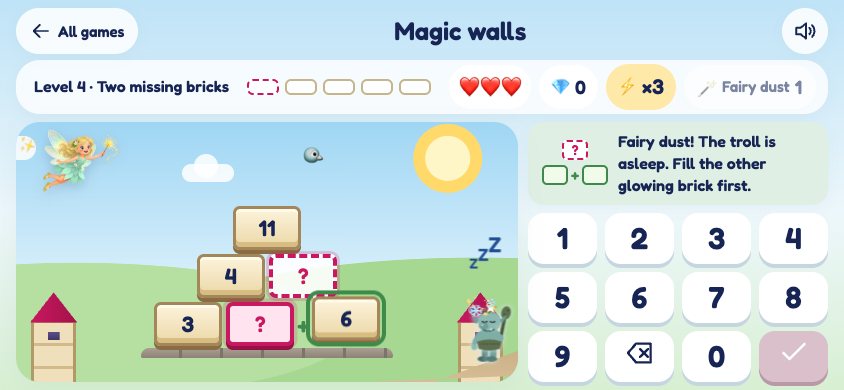 All games
Magic walls
Level 4 · Two missing bricks
0
×3
Fairy dust 1
11
4
?
3
?
+
6
z z Z
?
+
Fairy dust! The troll is
asleep. Fill the other
glowing brick first.
1 2 3 4
5 6 7 8
9 0